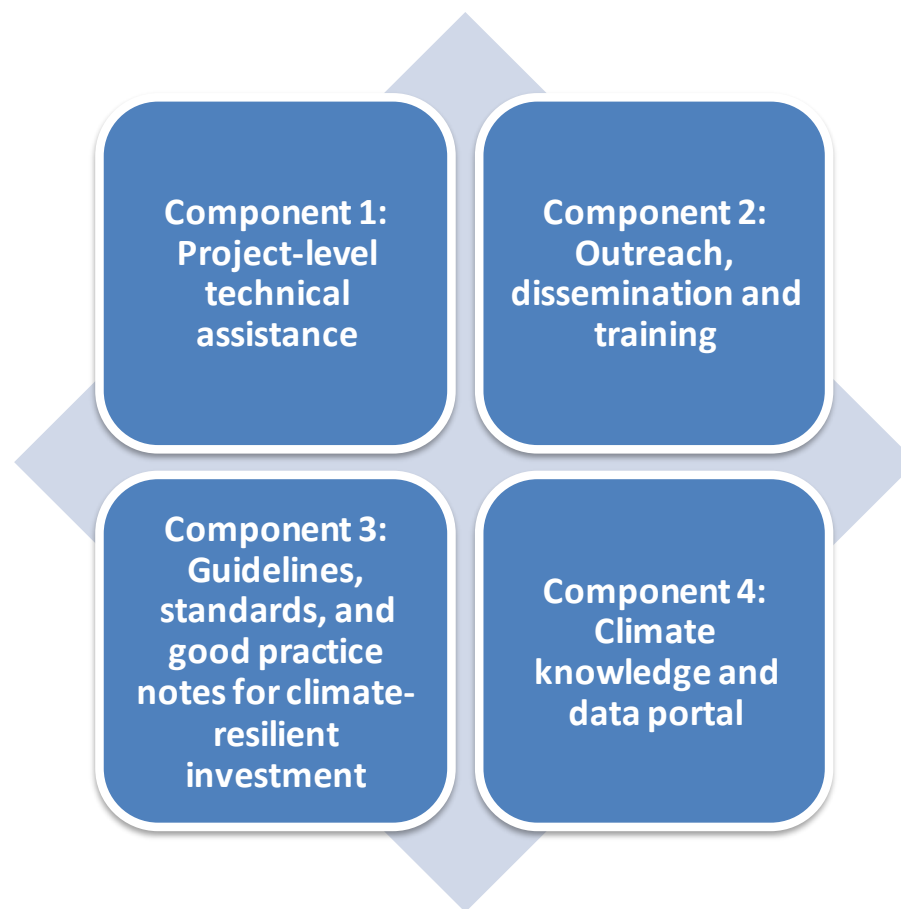 Component 1:
Project-level
technical
assistance
Component 2:
Outreach,
dissemination and
training
Component 3:
Guidelines,
standards, and
good practice
notes for climate-
resilient
investment
Component 4:
Climate
knowledge and
data portal